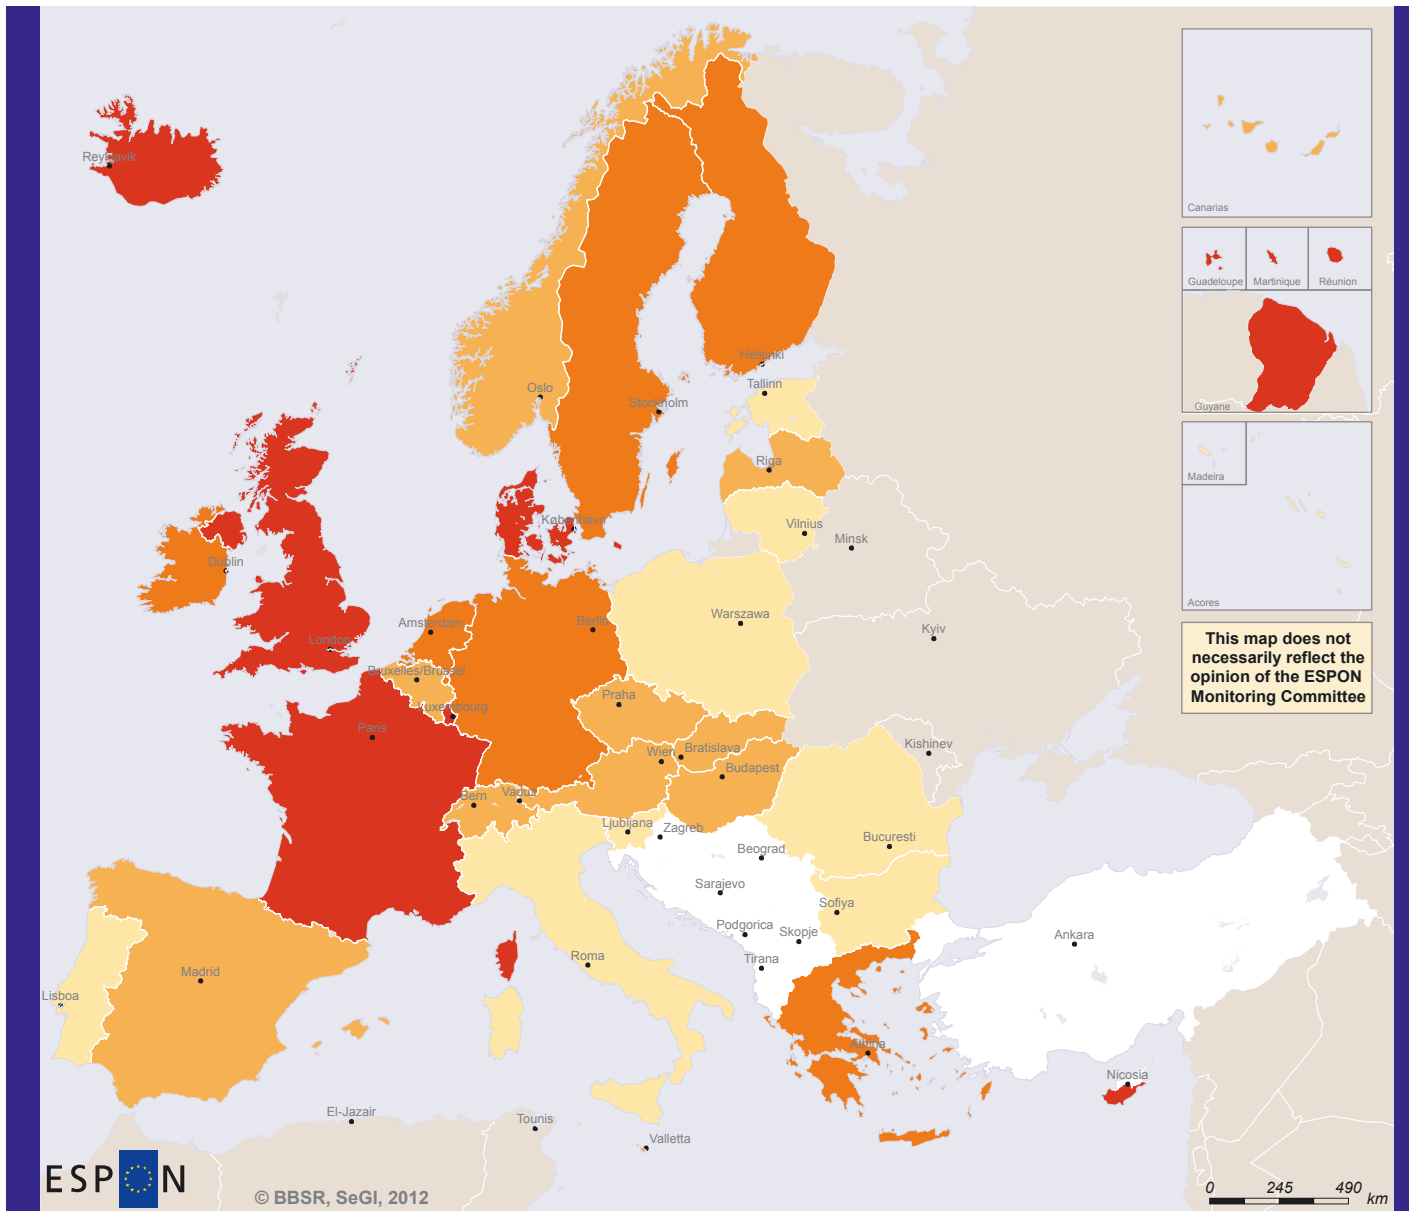 Reykjavik
Canarias
Guadeloupe
Martinique
Réunion
Guyane
Helsinki
Tallinn
Oslo
Stockholm
Riga
Madeira
København
Vilnius
Minsk
Dublin
Acores
Warszawa
Amsterdam
Berlin
Kyiv
London
This map does not
necessarily reflect the
opinion of the ESPON
Monitoring Committee
Bruxelles/Brussel
Praha
Luxembourg
Paris
Kishinev
Wien
Bratislava
Budapest
Bern
Vaduz
Ljubljana
Zagreb
Bucuresti
Beograd
Sarajevo
Sofiya
Podgorica
Skopje
Ankara
Roma
Tirana
Madrid
Lisboa
Athina
Nicosia
El-Jazair
Tounis
Valletta
ESPON
© BBSR, SeGI, 2012
0 245 490
km